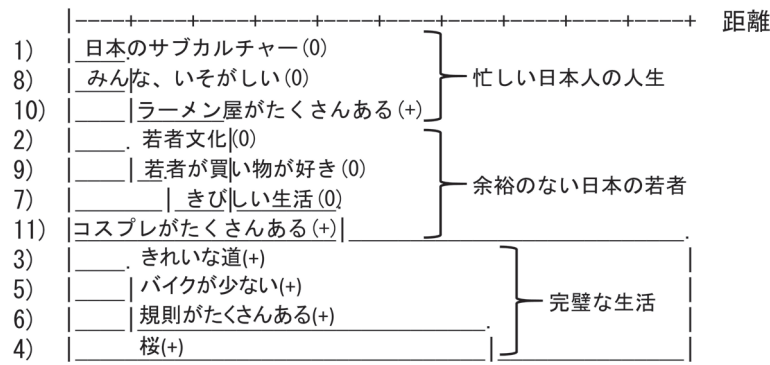 |----+----+----+----+----+----+----+----+----+----+ 距離
1) 日本のサブカルチャー(0)
8) みんな、いそがしい(0)
忙しい日本人の人生
10) ラーメン屋がたくさんある(+)
2) 若者文化(0)
9) 若者が買い物が好き(0)
余裕のない日本の若者
7) きびしい生活(0)
11) コスプレがたくさんある(+)
3) きれいな道(+)
5) バイクが少ない(+)
完璧な生活
6) 規則がたくさんある(+)
4) 桜(+)